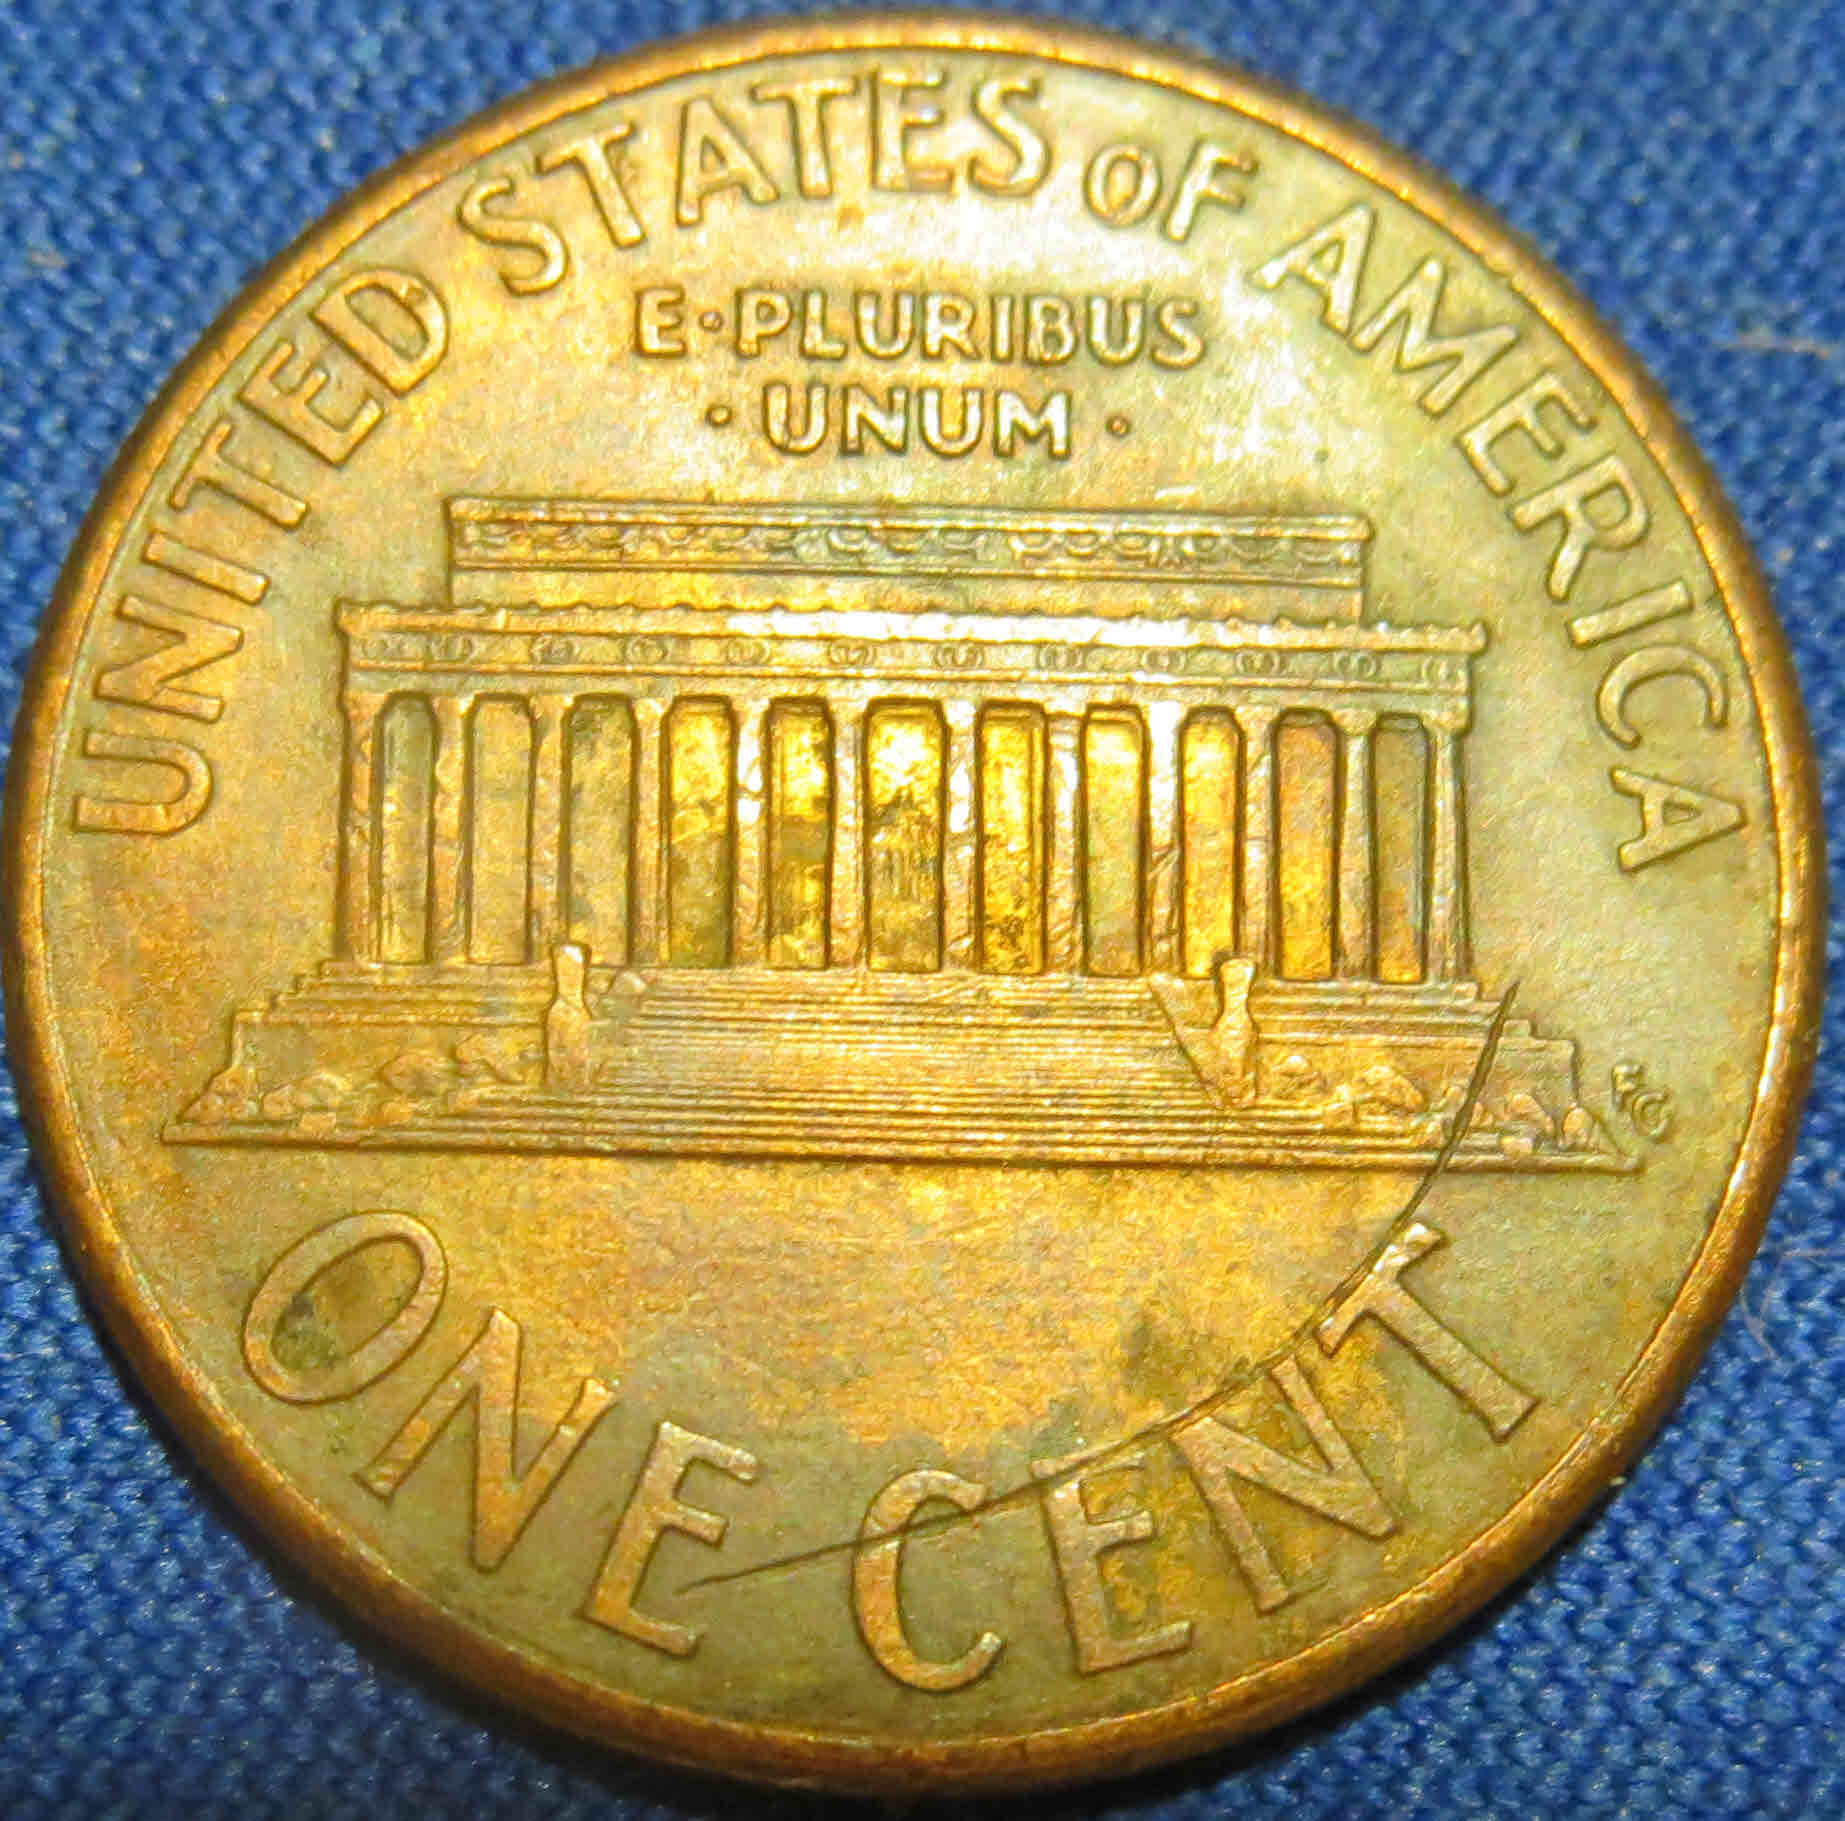 UNITED STATES OF AMERICA
E·PLURIBUS
·UNUM·
FG
ONE CENT